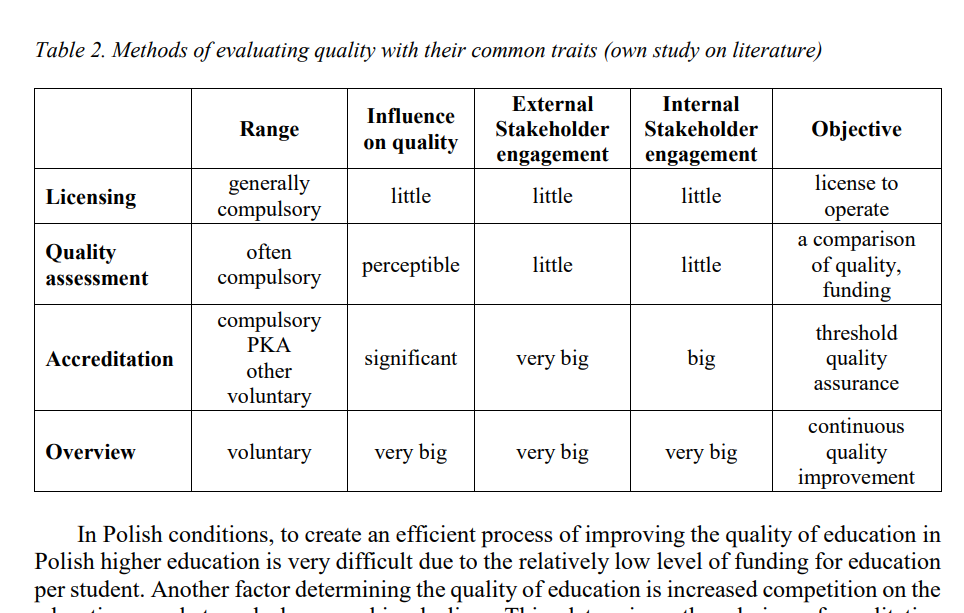 Table 2. Methods of evaluating quality with their common traits (own study on literature)
Range
Influence
on quality
External
Stakeholder
engagement
Internal
Stakeholder
engagement
Objective
Licensing
generally
compulsory
little
little
little
license to
operate
Quality
assessment
often
compulsory
perceptible
little
little
a comparison
of quality,
funding
Accreditation
compulsory
PKA
other
voluntary
significant
very big
big
threshold
quality
assurance
Overview
voluntary
very big
very big
very big
continuous
quality
improvement
In Polish conditions, to create an efficient process of improving the quality of education in
Polish higher education is very difficult due to the relatively low level of funding for education
per student. Another factor determining the quality of education is increased competition on the